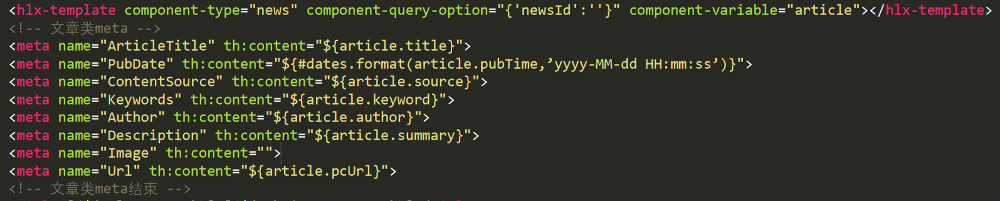 <hlx-template component-type="news" component-query-option="{'newsId':''}" component-variable="article"></hlx-template>
<!-- 文章类meta -->
<meta name="ArticleTitle" th:content="${article.title}">
<meta name="PubDate" th:content="${#dates.format(article.pubTime,’yyyy-MM-dd HH:mm:ss’)}">
<meta name="ContentSource" th:content="${article.source}">
<meta name="Keywords" th:content="${article.keyword}">
<meta name="Author" th:content="${article.author}">
<meta name="Description" th:content="${article.summary}">
<meta name="Image" th:content="">
<meta name="Url" th:content="${article.pcUrl}">
<!-- 文章类meta结束 -->